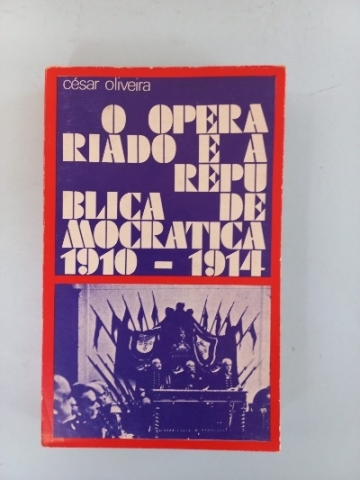 césar oliveira
O OPERA
RIADO E A
REPU
BLICA DE
MOCRATICA
1910 - 1914